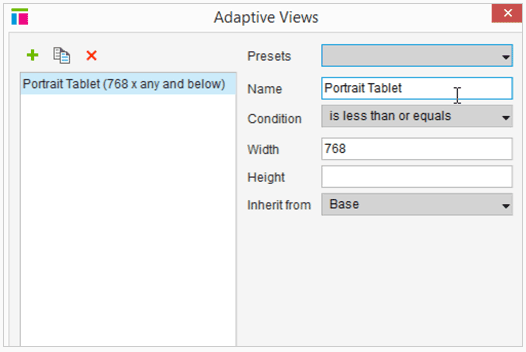 Adaptive Views
Presets
Portrait Tablet (768 x any and below)
Name
Portrait Tablet
Condition
is less than or equals
Width
768
Height
Inherit from
Base